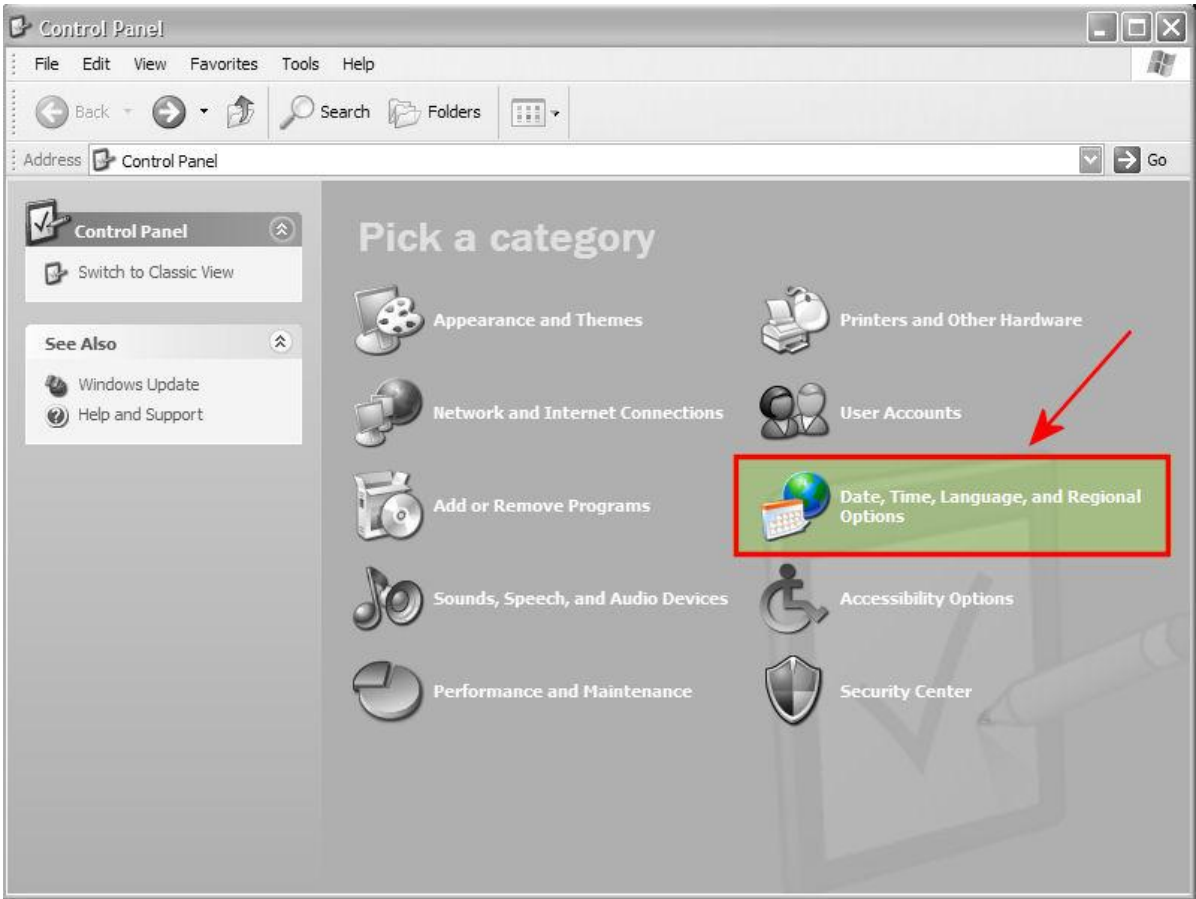 Control Panel
File Edit View Favorites Tools Help
Back Search Folders
Address Control Panel Go
Control Panel
Switch to Classic View
See Also
Windows Update
Help and Support
Pick a category
Appearance and Themes
Printers and Other Hardware
Network and Internet Connections
User Accounts
Add or Remove Programs
Date, Time, Language, and Regional
Options
Sounds, Speech, and Audio Devices
Accessibility Options
Performance and Maintenance
Security Center